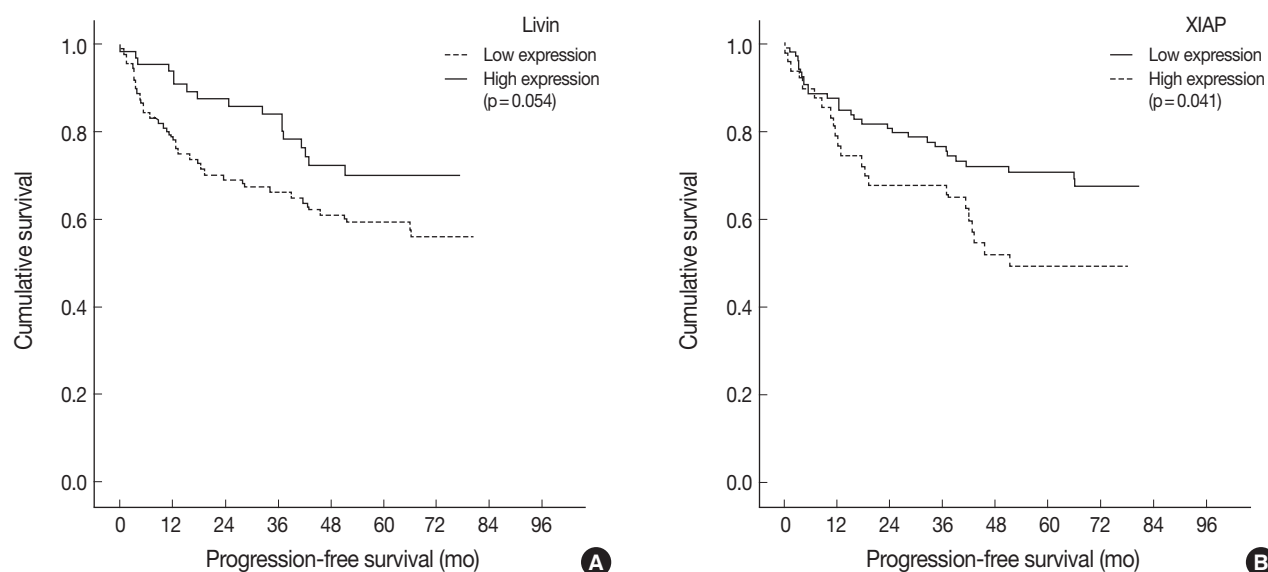 Livin
Low expression
High expression
(p=0.054)
1.0
0.8
0.6
0.4
0.2
0.0
Cumulative survival
0 12 24 36 48 60 72 84 96
Progression-free survival (mo)
A
XIAP
Low expression
High expression
(p=0.041)
1.0
0.8
0.6
0.4
0.2
0.0
Cumulative survival
0 12 24 36 48 60 72 84 96
Progression-free survival (mo)
B